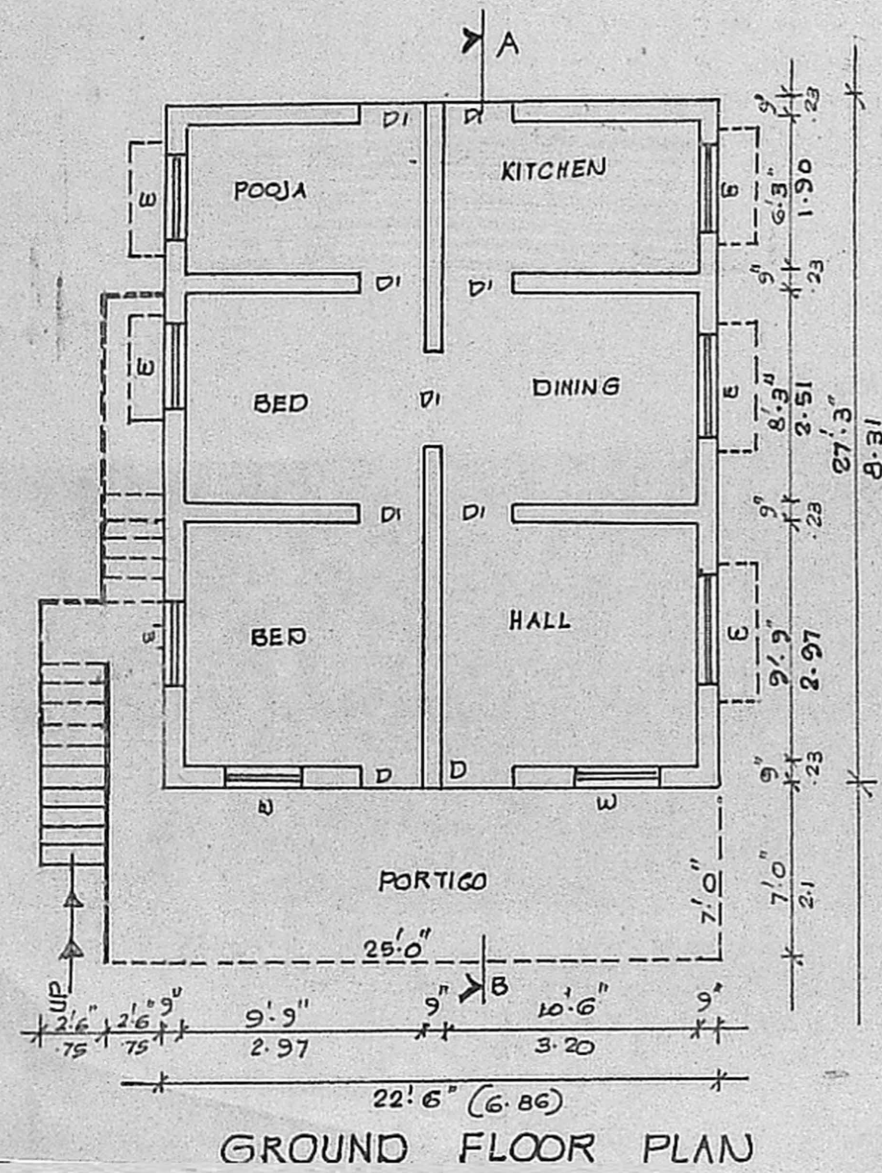 A
D1 D1
POOJA
KITCHEN
W
W
9" .23
6'.3" 1.90
9" .23
D1 D1
W
W
BED
D1
DINING
8'.3" 2.51
27'.3" 8.31
D1 D1
9" .23
W
BED
HALL
W
9'.9" 2.97
D D
9" .23
W
W
PORTIGO
7'.0"
7'.0" 2.1
25'.0"
UP
B
2'.6" 2'.6" 9" 9'.9" 9" 10'.6" 9"
.75 .75 2.97 3.20
22'.6" (6.86)
GROUND FLOOR PLAN